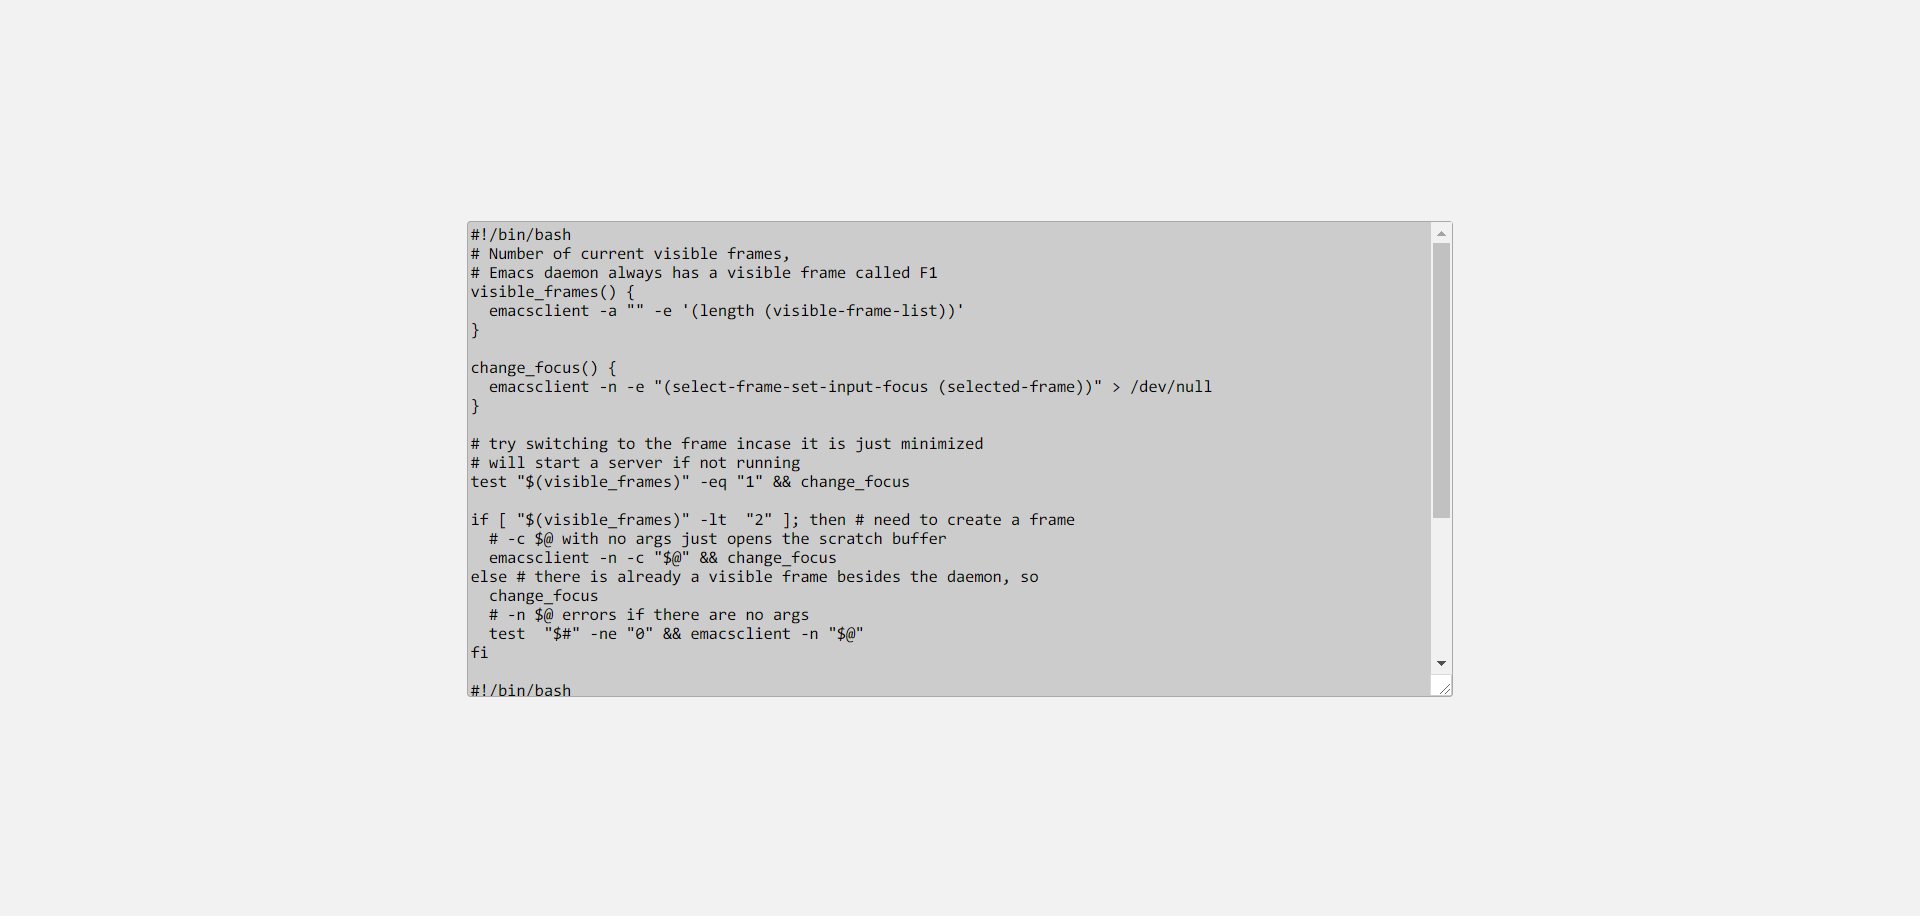 #!/bin/bash
# Number of current visible frames,
# Emacs daemon always has a visible frame called F1
visible_frames() {
  emacsclient -a "" -e '(length (visible-frame-list))'
}

change_focus() {
  emacsclient -n -e "(select-frame-set-input-focus (selected-frame))" > /dev/null
}

# try switching to the frame incase it is just minimized
# will start a server if not running
test "$(visible_frames)" -eq "1" && change_focus

if [ "$(visible_frames)" -lt  "2" ]; then # need to create a frame
  # -c $@ with no args just opens the scratch buffer
  emacsclient -n -c "$@" && change_focus
else # there is already a visible frame besides the daemon, so
  change_focus
  # -n $@ errors if there are no args
  test  "$#" -ne "0" && emacsclient -n "$@"
fi

#!/bin/bash